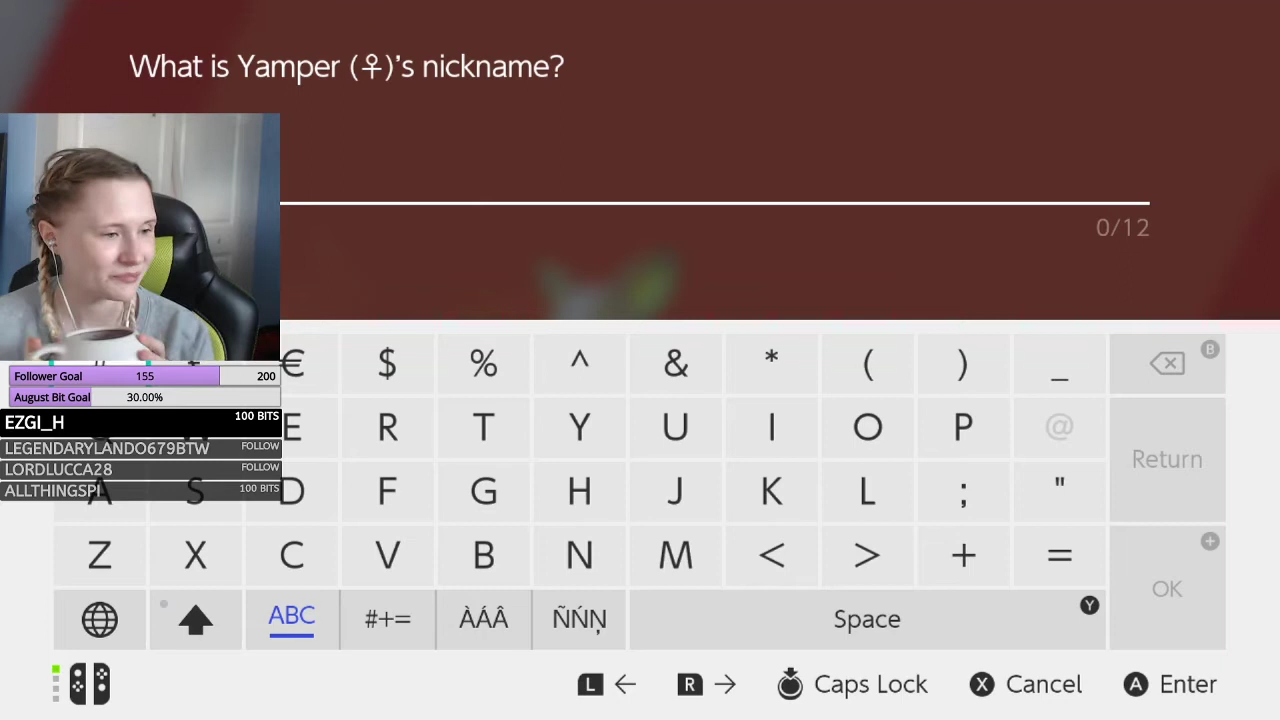 What is Yamper (♀)'s nickname?
0/12
Follower Goal 155 200
August Bit Goal 30.00%
EZGI_H 100 BITS
LEGENDARYLANDO679BTW FOLLOW
LORDLUCCA28 FOLLOW
ALLTHINGSPL 100 BITS
€ $ % ^ & * ( ) _ B
E R T Y U I O P @
Return
A S D F G H J K L ; "
Z X C V B N M < > + =
OK
ABC #+= ÀÁÂ ÑŃŅ Space Y
L ← R → Caps Lock X Cancel A Enter